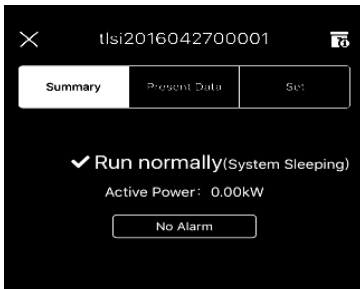 tlsi2016042700001
Summary
Present Data
Set
✔ Run normally(System Sleeping)
Active Power: 0.00kW
No Alarm